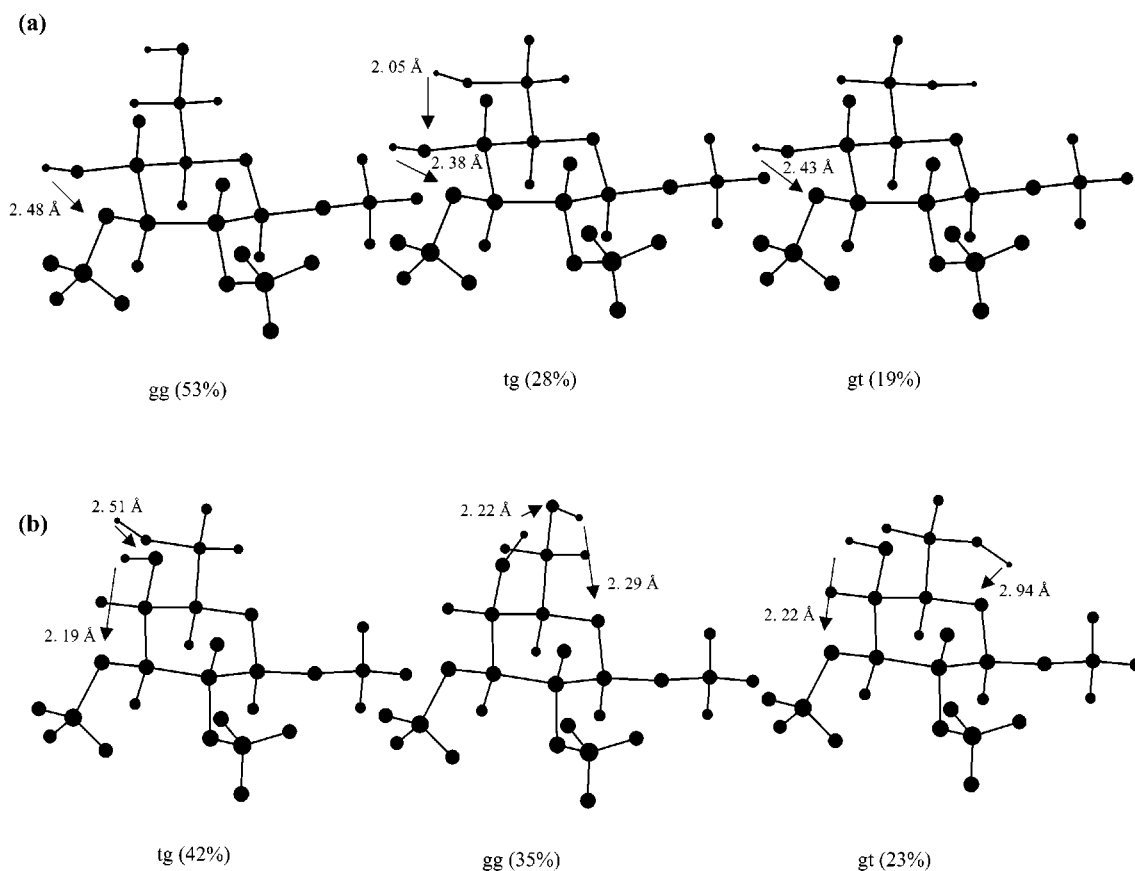 (a)
2. 05 Å
2. 48 Å
2. 38 Å
2. 43 Å
gg (53%)
tg (28%)
gt (19%)
(b)
2. 51 Å
2. 19 Å
2. 22 Å
2. 29 Å
2. 22 Å
2. 94 Å
tg (42%)
gg (35%)
gt (23%)